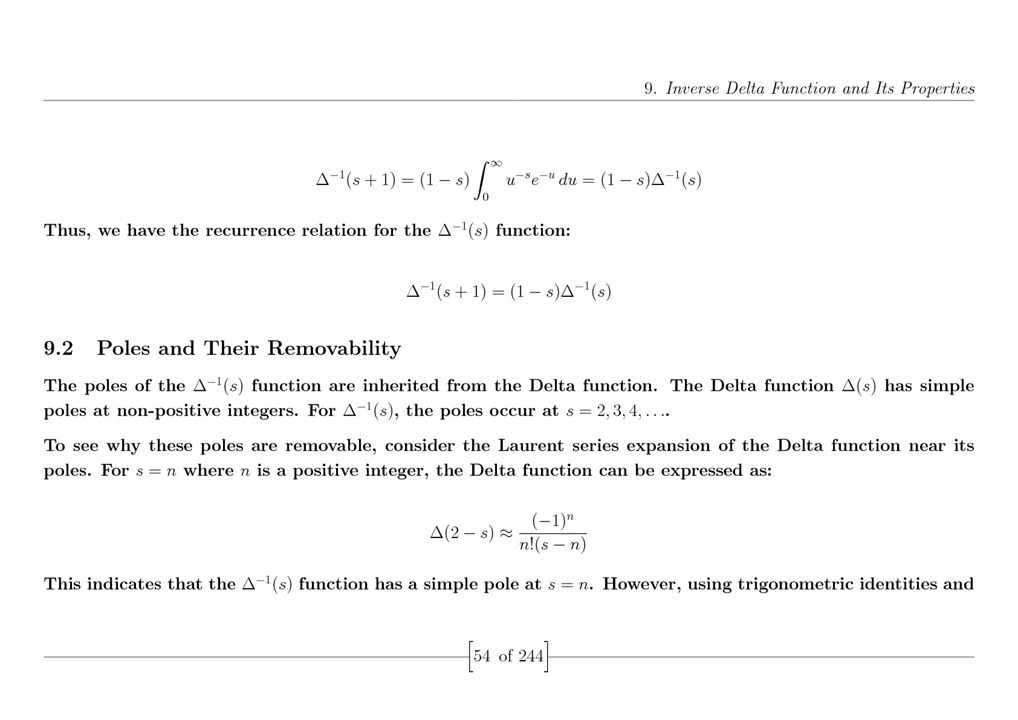 9. Inverse Delta Function and Its Properties
Δ⁻¹(s + 1) = (1 − s) ∫₀^∞ u⁻ˢe⁻ᵘ du = (1 − s)Δ⁻¹(s)
Thus, we have the recurrence relation for the Δ⁻¹(s) function:
Δ⁻¹(s + 1) = (1 − s)Δ⁻¹(s)
9.2 Poles and Their Removability
The poles of the Δ⁻¹(s) function are inherited from the Delta function. The Delta function Δ(s) has simple
poles at non-positive integers. For Δ⁻¹(s), the poles occur at s = 2, 3, 4, . . ..
To see why these poles are removable, consider the Laurent series expansion of the Delta function near its
poles. For s = n where n is a positive integer, the Delta function can be expressed as:
Δ(2 − s) ≈ (−1)ⁿ / n!(s − n)
This indicates that the Δ⁻¹(s) function has a simple pole at s = n. However, using trigonometric identities and
[54 of 244]